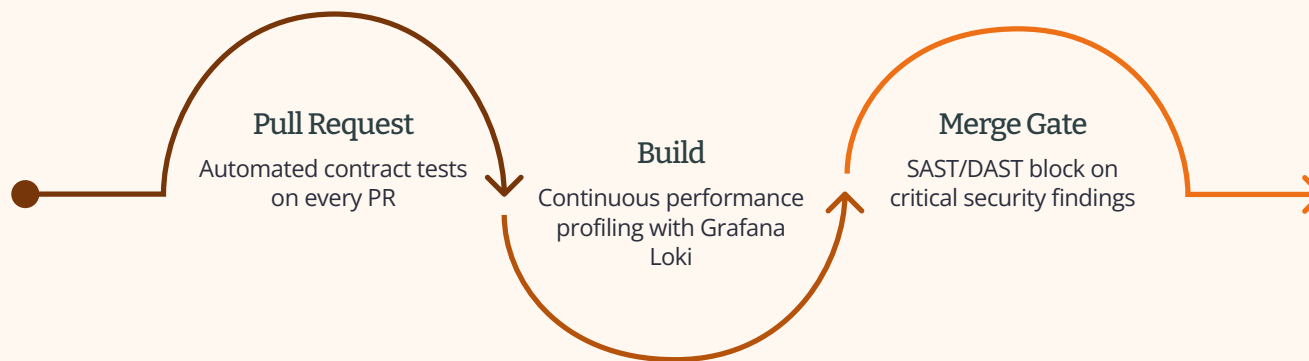 Pull Request
Automated contract tests
on every PR
Build
Continuous performance
profiling with Grafana
Loki
Merge Gate
SAST/DAST block on
critical security findings